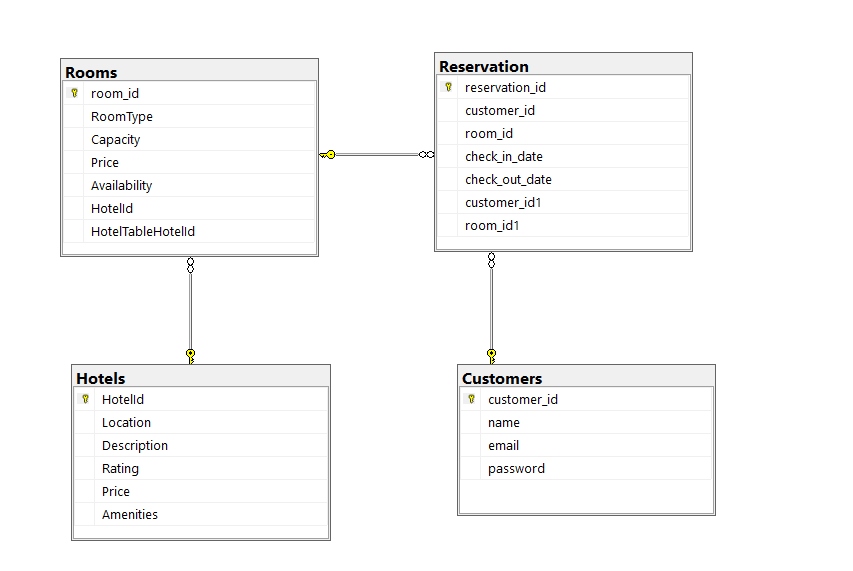 Rooms
room_id
RoomType
Capacity
Price
Availability
HotelId
HotelTableHotelId
Reservation
reservation_id
customer_id
room_id
check_in_date
check_out_date
customer_id1
room_id1
Hotels
HotelId
Location
Description
Rating
Price
Amenities
Customers
customer_id
name
email
password